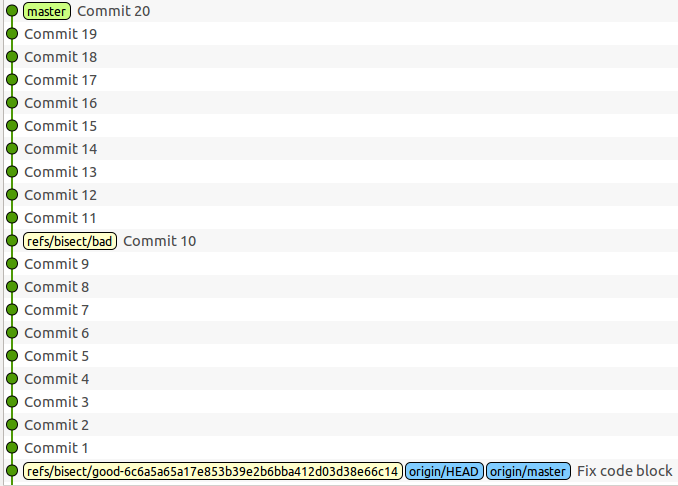 master Commit 20
Commit 19
Commit 18
Commit 17
Commit 16
Commit 15
Commit 14
Commit 13
Commit 12
Commit 11
refs/bisect/bad Commit 10
Commit 9
Commit 8
Commit 7
Commit 6
Commit 5
Commit 4
Commit 3
Commit 2
Commit 1
refs/bisect/good-6c6a5a65a17e853b39e2b6bba412d03d38e66c14 origin/HEAD origin/master Fix code block